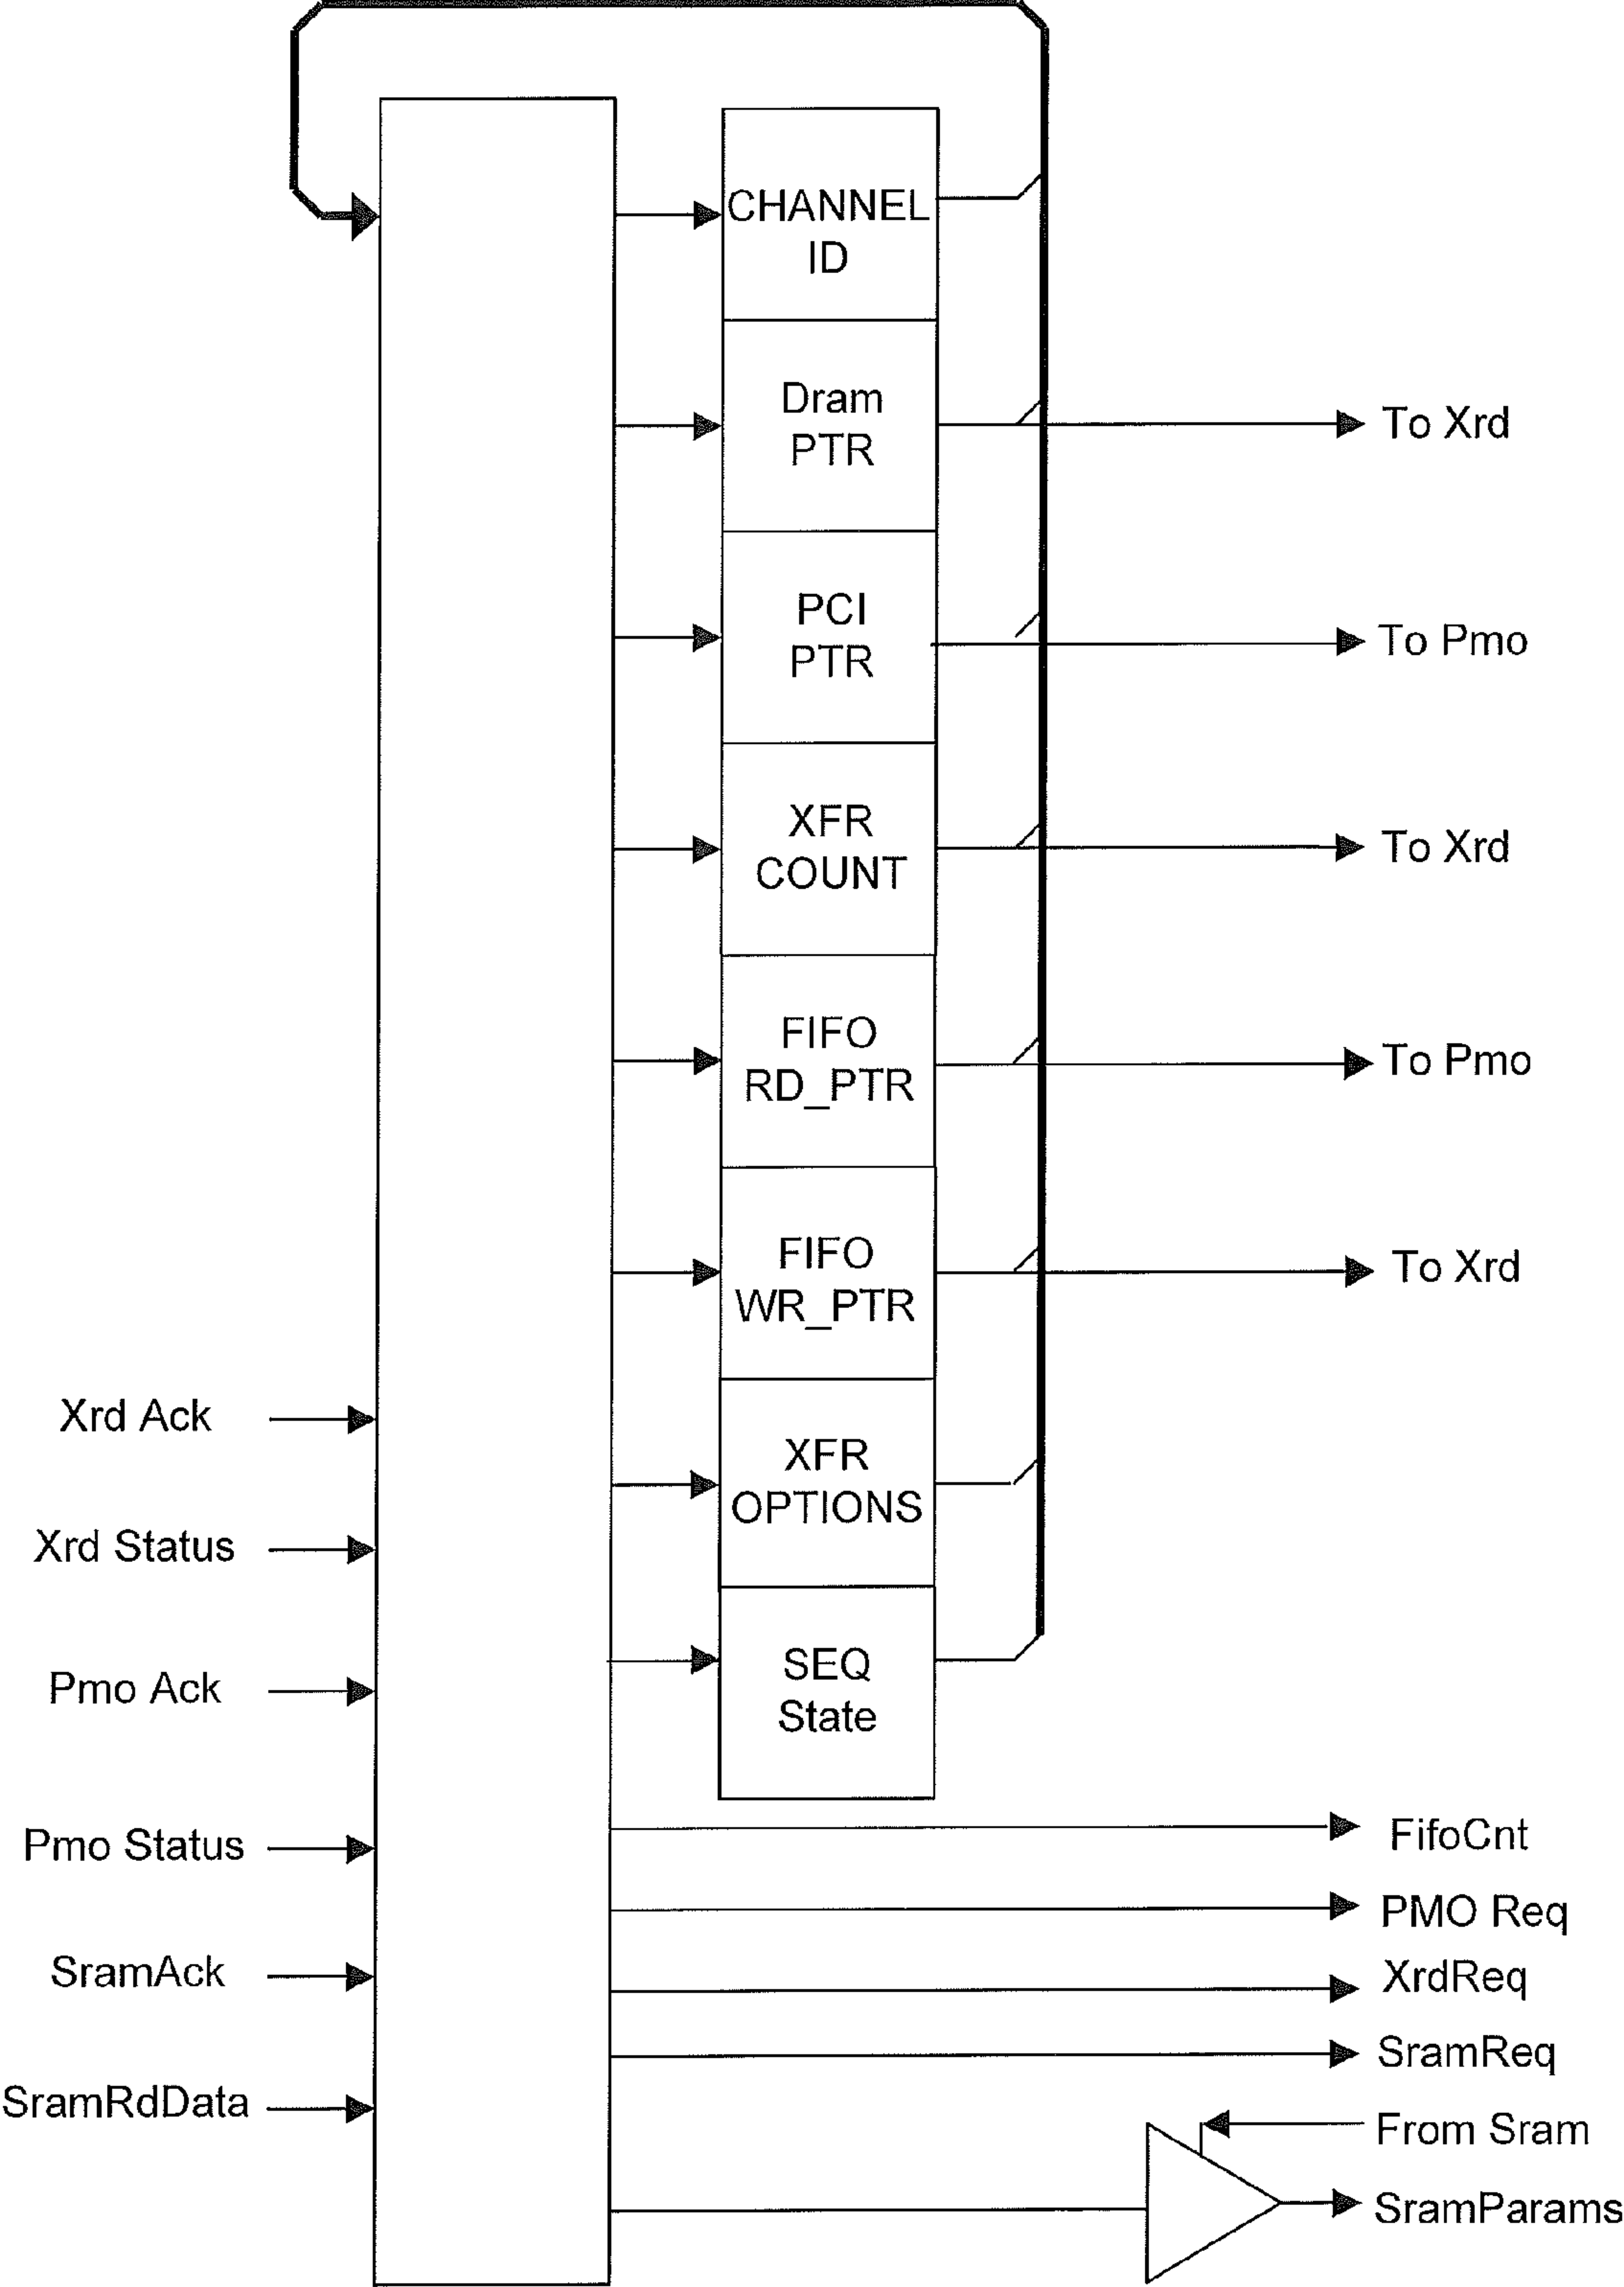 CHANNEL
ID
Dram
PTR
To Xrd
PCI
PTR
To Pmo
XFR
COUNT
To Xrd
FIFO
RD_PTR
To Pmo
FIFO
WR_PTR
To Xrd
Xrd Ack
XFR
OPTIONS
Xrd Status
SEQ
State
Pmo Ack
Pmo Status
FifoCnt
PMO Req
SramAck
XrdReq
SramReq
SramRdData
From Sram
SramParams